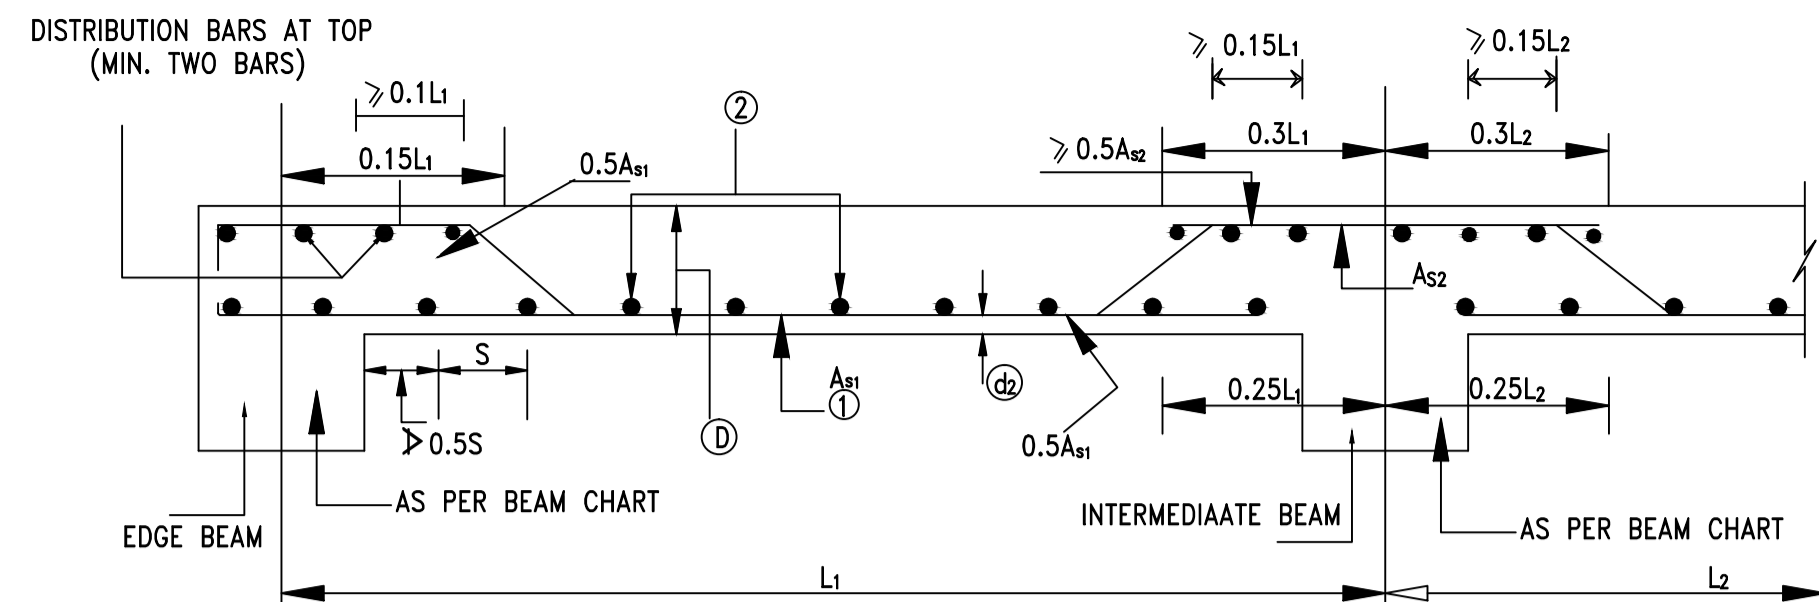 DISTRIBUTION BARS AT TOP
(MIN. TWO BARS)
⩾ 0.1L₁
0.15L₁
0.5Aₛ₁
②
⩾ 0.15L₁
⩾ 0.15L₂
0.3L₁
0.3L₂
⩾ 0.5Aₛ₂
Aₛ₂
S
≯ 0.5S
D
Aₛ₁
①
d₂
0.5Aₛ₁
0.25L₁
0.25L₂
AS PER BEAM CHART
EDGE BEAM
INTERMEDIAATE BEAM
AS PER BEAM CHART
L₁
L₂